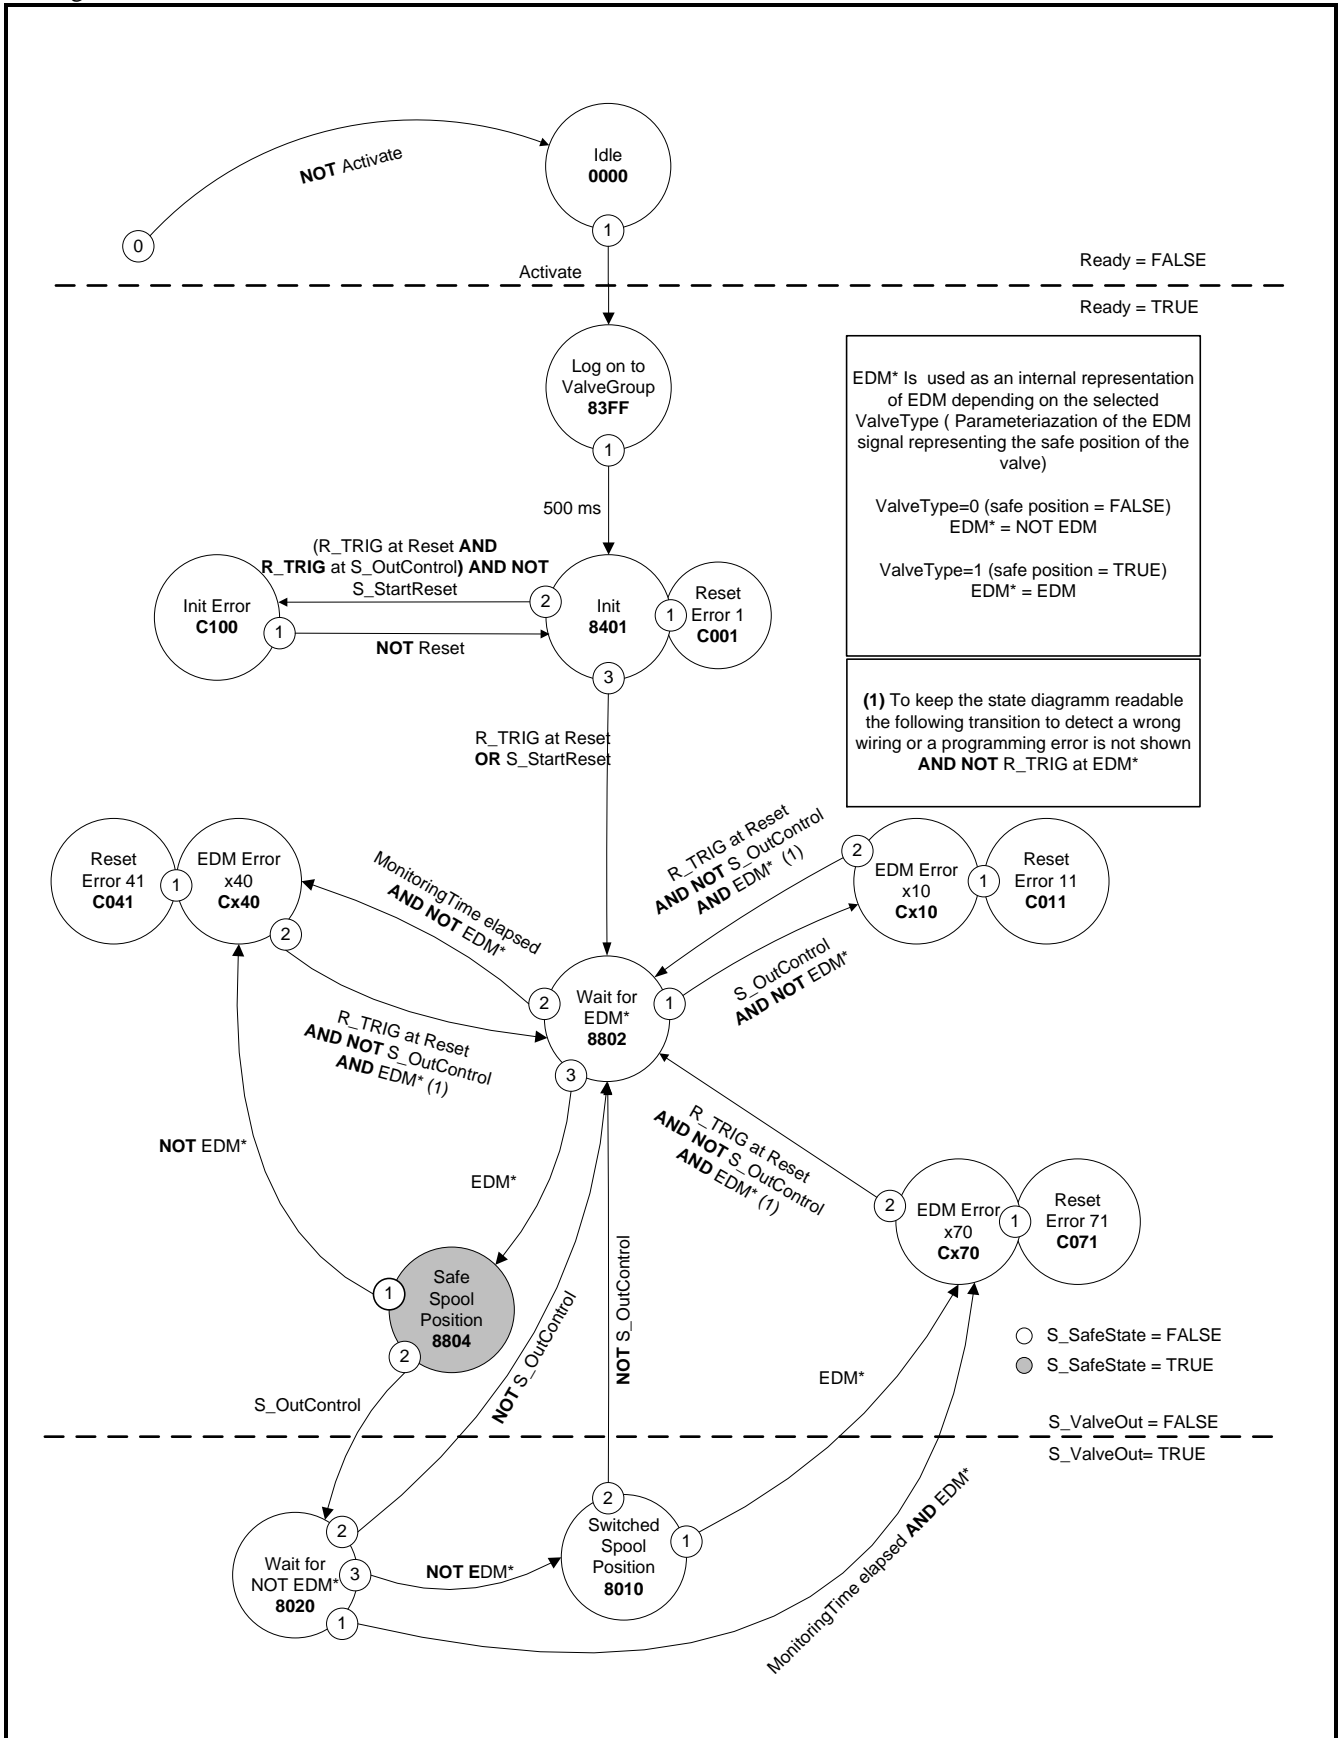 0
NOT Activate
Idle
0000
1
Activate
Ready = FALSE
Ready = TRUE
Log on to
ValveGroup
83FF
1
500 ms
EDM* Is used as an internal representation
of EDM depending on the selected
ValveType ( Parameteriazation of the EDM
signal representing the safe position of the
valve)
ValveType=0 (safe position = FALSE)
EDM* = NOT EDM
ValveType=1 (safe position = TRUE)
EDM* = EDM
(1) To keep the state diagramm readable
the following transition to detect a wrong
wiring or a programming error is not shown
AND NOT R_TRIG at EDM*
(R_TRIG at Reset AND
R_TRIG at S_OutControl) AND NOT
S_StartReset
Init Error
C100
1
NOT Reset
2
Init
8401
1
3
Reset
Error 1
C001
R_TRIG at Reset
OR S_StartReset
Reset
Error 41
C041
1
EDM Error
x40
Cx40
2
MonitoringTime elapsed
AND NOT EDM*
R_TRIG at Reset
AND NOT S_OutControl
AND EDM* (1)
R_TRIG at Reset
AND NOT S_OutControl
AND EDM* (1)
2
EDM Error
x10
Cx10
1
Reset
Error 11
C011
S_OutControl
AND NOT EDM*
2
Wait for
EDM*
8802
1
3
NOT EDM*
EDM*
R_TRIG at Reset
AND NOT S_OutControl
AND EDM* (1)
2
EDM Error
x70
Cx70
1
Reset
Error 71
C071
1
Safe
Spool
Position
8804
2
S_OutControl
NOT S_OutControl
NOT S_OutControl
EDM*
S_SafeState = FALSE
S_SafeState = TRUE
S_ValveOut = FALSE
S_ValveOut= TRUE
Wait for
NOT EDM*
8020
2
3
1
NOT EDM*
2
Switched
Spool
Position
8010
1
MonitoringTime elapsed AND EDM*